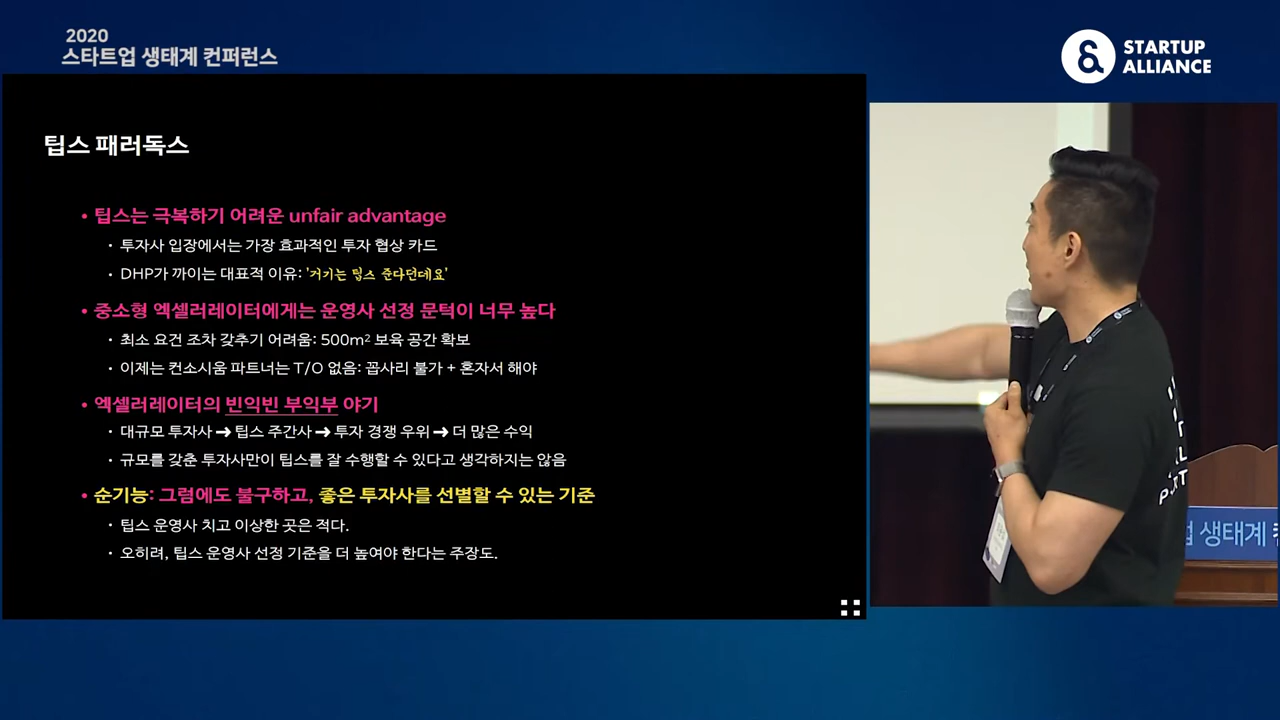 2020
스타트업 생태계 컨퍼런스
STARTUP
ALLIANCE
팁스 패러독스
• 팁스는 극복하기 어려운 unfair advantage
· 투자사 입장에서는 가장 효과적인 투자 협상 카드
· DHP가 까이는 대표적 이유: '거기는 팁스 준다던데요'
• 중소형 엑셀러레이터에게는 운영사 선정 문턱이 너무 높다
· 최소 요건 조차 갖추기 어려움: 500m² 보육 공간 확보
· 이제는 컨소시움 파트너는 T/O 없음: 꼽사리 불가 + 혼자서 해야
• 엑셀러레이터의 빈익빈 부익부 야기
· 대규모 투자사 → 팁스 주간사 → 투자 경쟁 우위 → 더 많은 수익
· 규모를 갖춘 투자사만이 팁스를 잘 수행할 수 있다고 생각하지는 않음
• 순기능: 그럼에도 불구하고, 좋은 투자사를 선별할 수 있는 기준
· 팁스 운영사 치고 이상한 곳은 적다.
· 오히려, 팁스 운영사 선정 기준을 더 높여야 한다는 주장도.
업 생태계